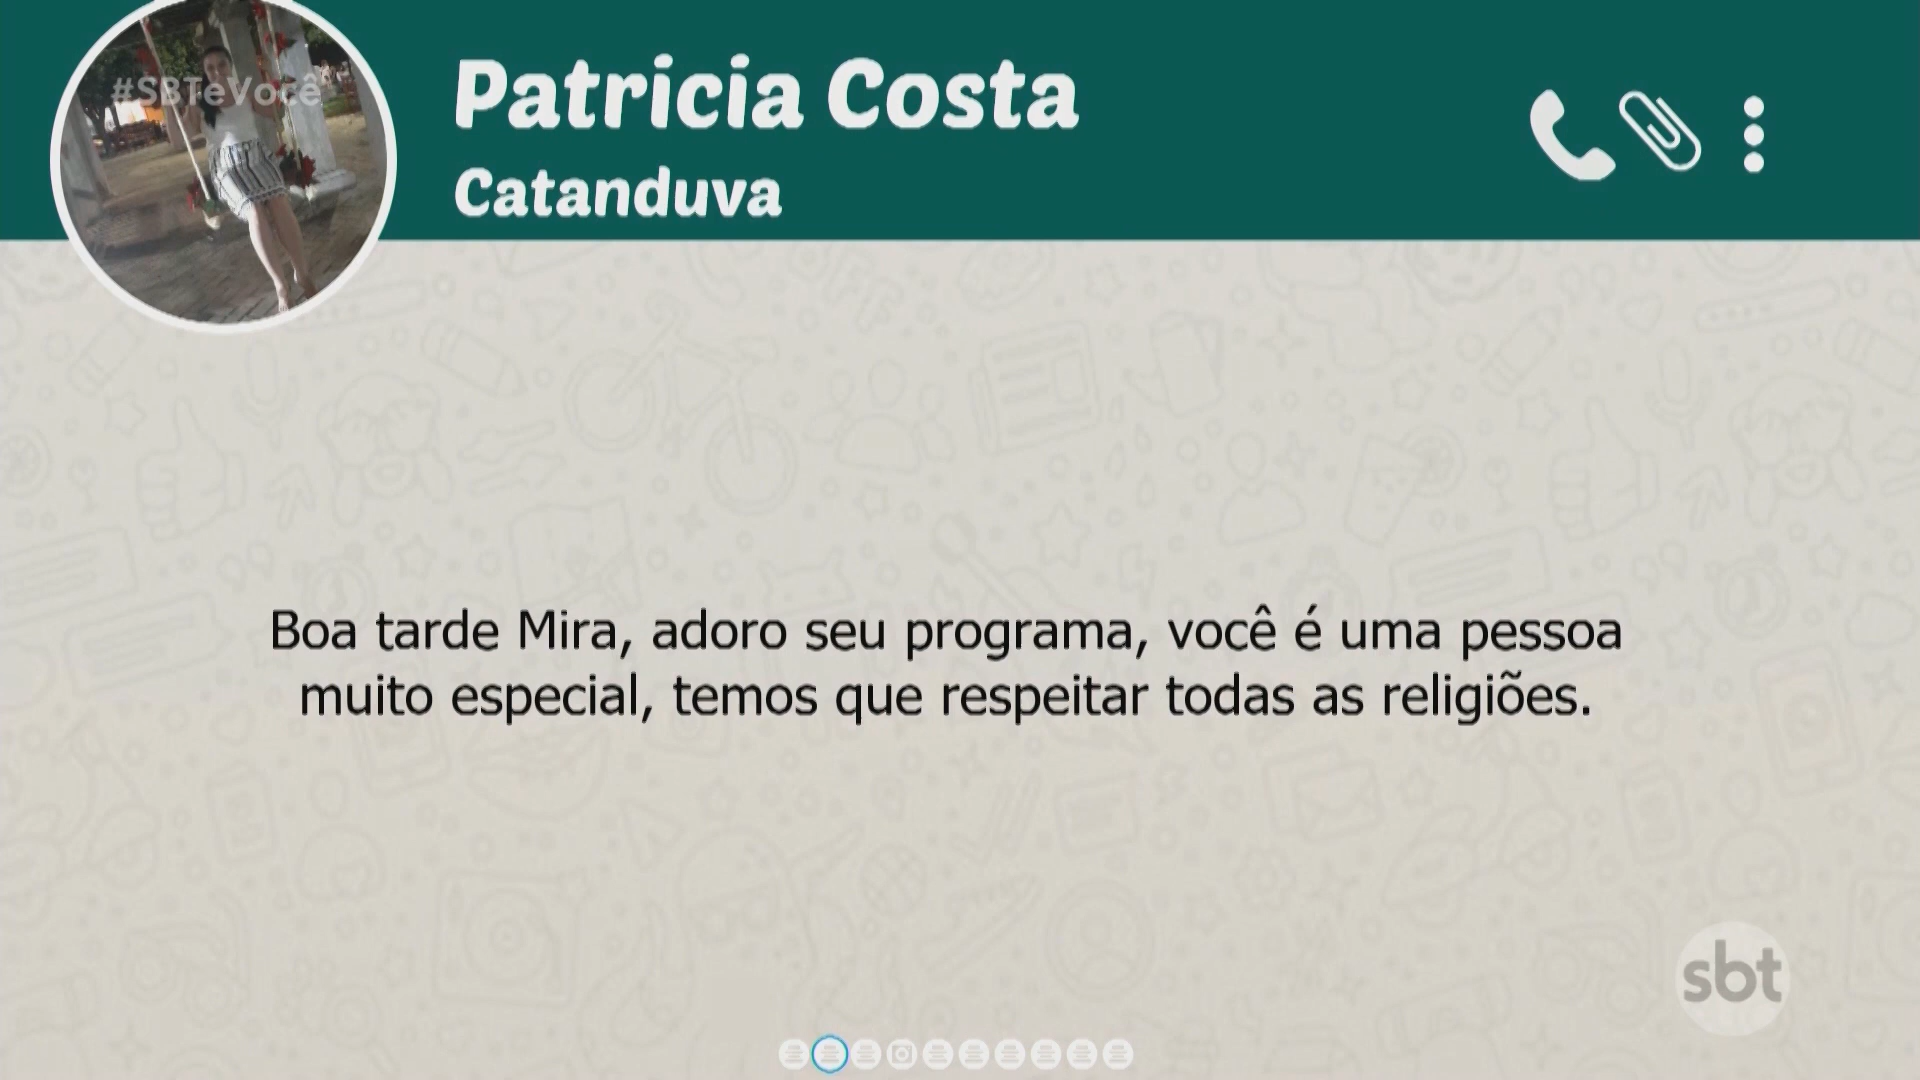 #SBTeVocê
Patricia Costa
Catanduva
Boa tarde Mira, adoro seu programa, você é uma pessoa
muito especial, temos que respeitar todas as religiões.
sbt